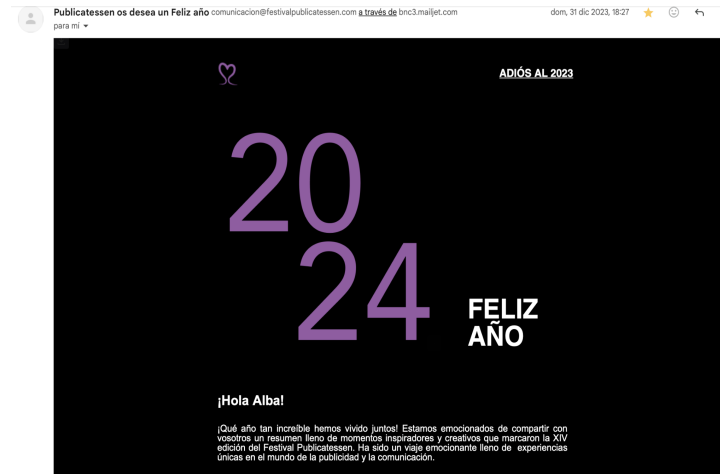 Publicatessen os desea un Feliz año comunicacion@festivalpublicatessen.com a través de bnc3.mailjet.com dom, 31 dic 2023, 18:27
para mí
ADIÓS AL 2023
20
24
FELIZ
AÑO
¡Hola Alba!
¡Qué año tan increíble hemos vivido juntos! Estamos emocionados de compartir con
vosotros un resumen lleno de momentos inspiradores y creativos que marcaron la XIV
edición del Festival Publicatessen. Ha sido un viaje emocionante lleno de experiencias
únicas en el mundo de la publicidad y la comunicación.